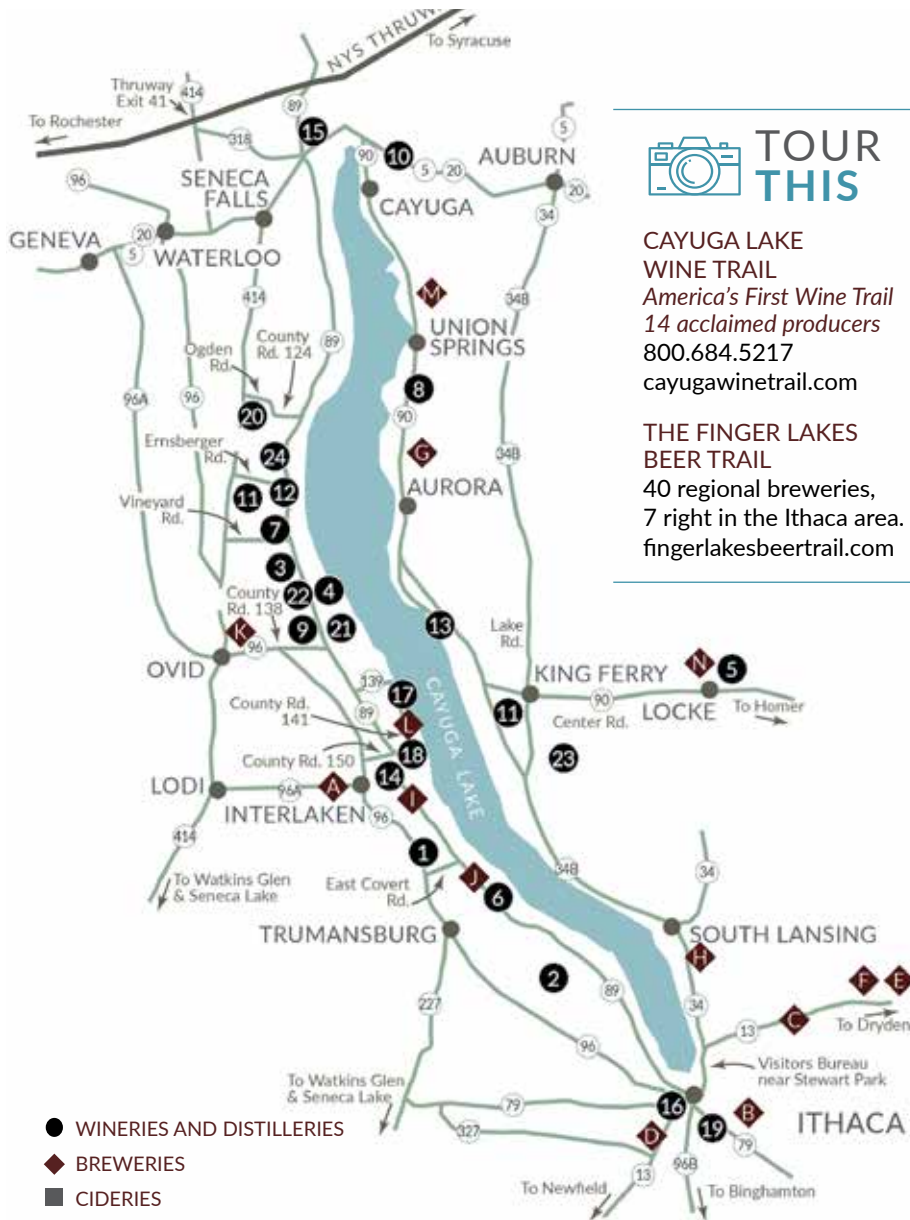 NYS THRUW
To Syracuse
Thruway
Exit 41
414
89
To Rochester
318
15
10
90
5
20
AUBURN
5
20
34
96
SENECA
FALLS
CAYUGA
GENEVA
20
5
WATERLOO
414
M
34B
UNION
SPRINGS
89
Ogden
Rd.
County
Rd. 124
96A
96
20
8
90
Ernsberger
Rd.
24
G
34B
11
12
AURORA
Vineyard
Rd.
7
3
County
Rd. 138
22
4
9
21
13
Lake
Rd.
K
96
OVID
139
17
CAYUGA LAKE
KING FERRY
N
5
90
LOCKE
To Homer
11
Center Rd.
89
County Rd.
141
L
County Rd. 150
18
23
14
LODI
96A
A
INTERLAKEN
I
96
414
1
To Watkins Glen
& Seneca Lake
East Covert
Rd.
J
6
34B
34
TRUMANSBURG
SOUTH LANSING
2
H
89
F
E
227
34
C
13
To Dryden
96
Visitors Bureau
near Stewart Park
To Watkins Glen
& Seneca Lake
79
16
B
ITHACA
327
D
19
79
13
96B
To Newfield
To Binghamton
WINERIES AND DISTILLERIES
BREWERIES
CIDERIES
TOUR
THIS
CAYUGA LAKE
WINE TRAIL
America's First Wine Trail
14 acclaimed producers
800.684.5217
cayugawinetrail.com
THE FINGER LAKES
BEER TRAIL
40 regional breweries,
7 right in the Ithaca area.
fingerlakesbeertrail.com